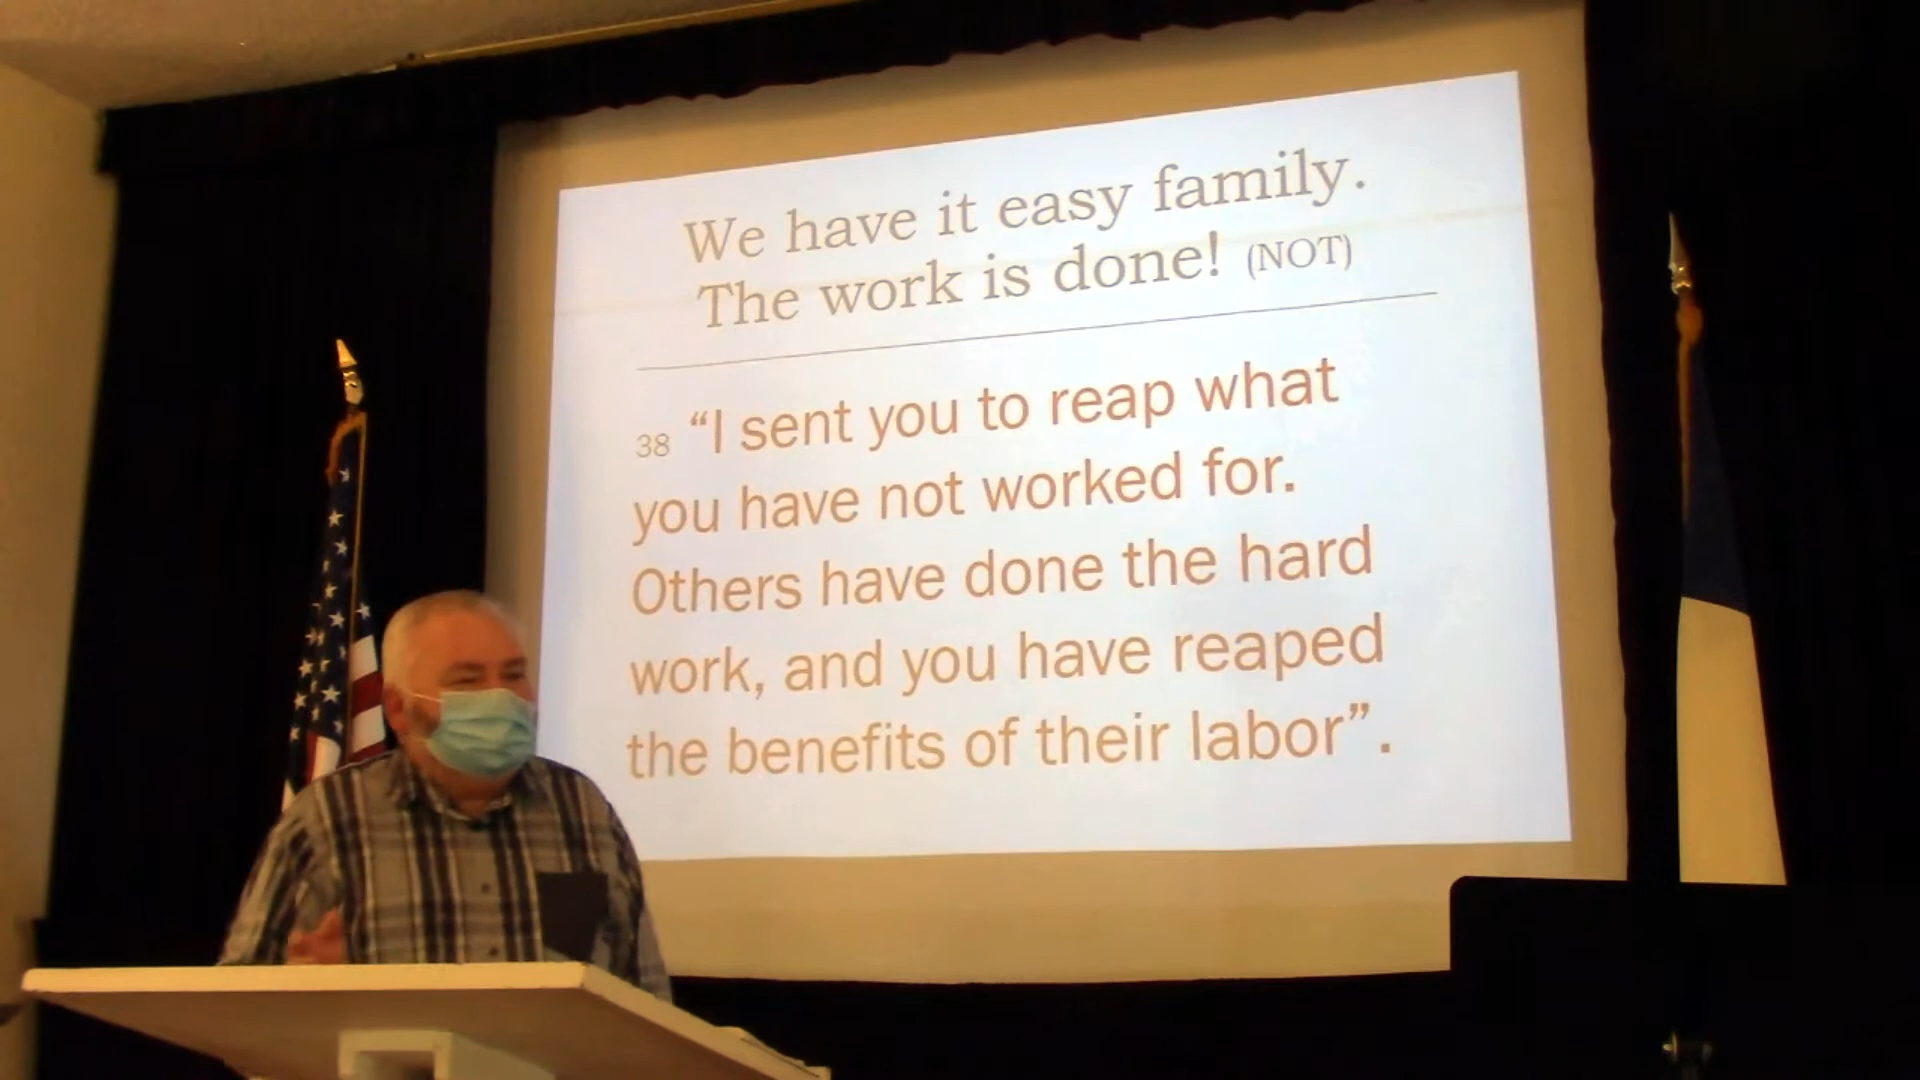 We have it easy family.
The work is done! (NOT)
38 “I sent you to reap what
you have not worked for.
Others have done the hard
work, and you have reaped
the benefits of their labor”.